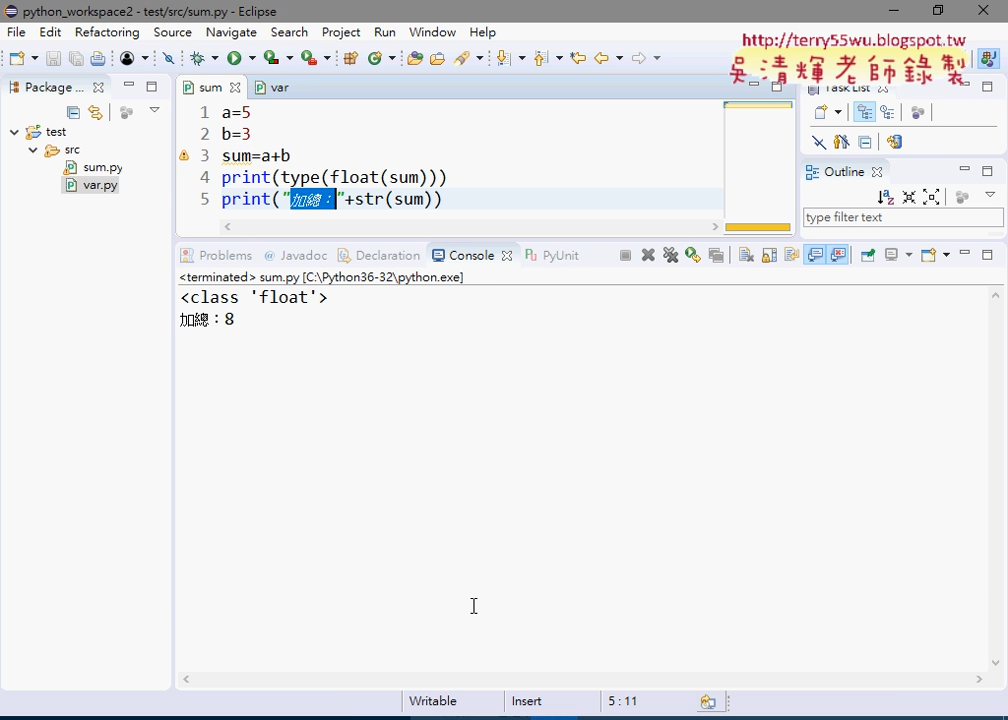 python_workspace2 - test/src/sum.py - Eclipse
File Edit Refactoring Source Navigate Search Project Run Window Help
http://terry55wu.blogspot.tw
吳清輝老師錄製
Package ...
sum
var
Task List
test
src
sum.py
var.py
1 a=5
2 b=3
3 sum=a+b
4 print(type(float(sum)))
5 print("加總："+str(sum))
Outline
type filter text
Problems Javadoc Declaration Console PyUnit
<terminated> sum.py [C:\Python36-32\python.exe]
<class 'float'>
加總：8
Writable Insert 5 : 11